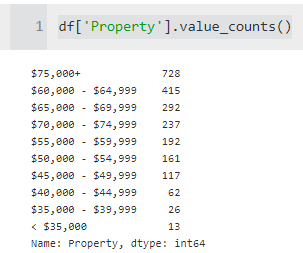 1 df['Property'].value_counts()
$75,000+ 728
$60,000 - $64,999 415
$65,000 - $69,999 292
$70,000 - $74,999 237
$55,000 - $59,999 192
$50,000 - $54,999 161
$45,000 - $49,999 117
$40,000 - $44,999 62
$35,000 - $39,999 26
< $35,000 13
Name: Property, dtype: int64